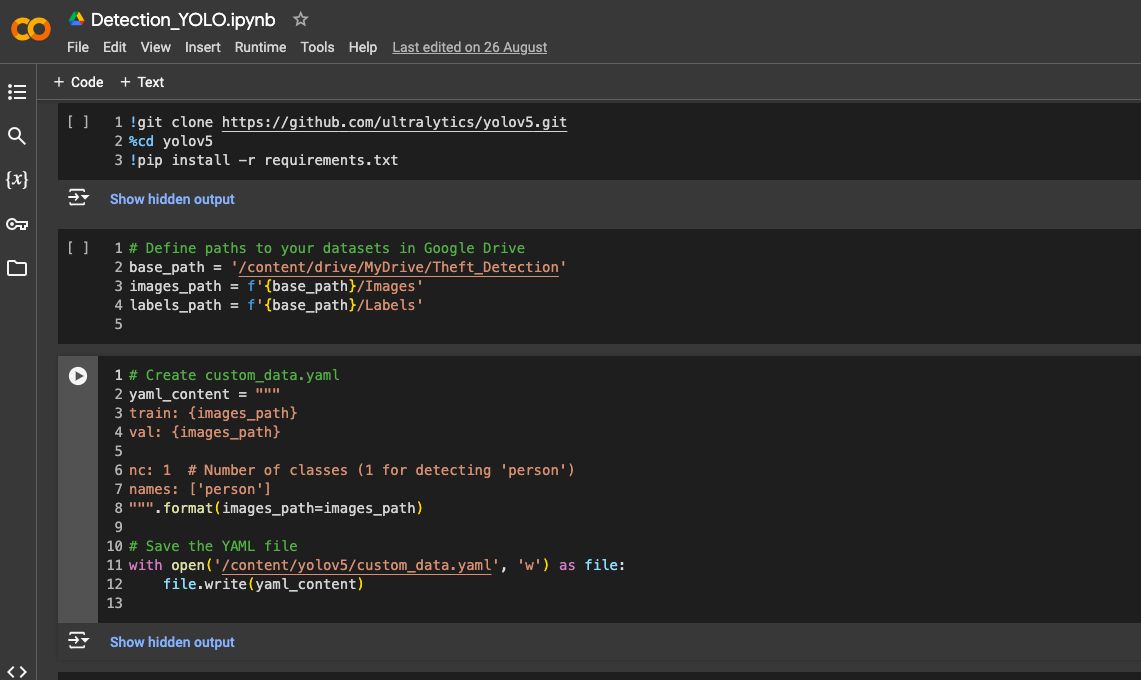 Detection_YOLO.ipynb
File Edit View Insert Runtime Tools Help Last edited on 26 August
+ Code + Text
[ ] 1 !git clone https://github.com/ultralytics/yolov5.git
2 %cd yolov5
3 !pip install -r requirements.txt
Show hidden output
[ ] 1 # Define paths to your datasets in Google Drive
2 base_path = '/content/drive/MyDrive/Theft_Detection'
3 images_path = f'{base_path}/Images'
4 labels_path = f'{base_path}/Labels'
5
1 # Create custom_data.yaml
2 yaml_content = """
3 train: {images_path}
4 val: {images_path}
5
6 nc: 1  # Number of classes (1 for detecting 'person')
7 names: ['person']
8 """.format(images_path=images_path)
9
10 # Save the YAML file
11 with open('/content/yolov5/custom_data.yaml', 'w') as file:
12     file.write(yaml_content)
13
Show hidden output